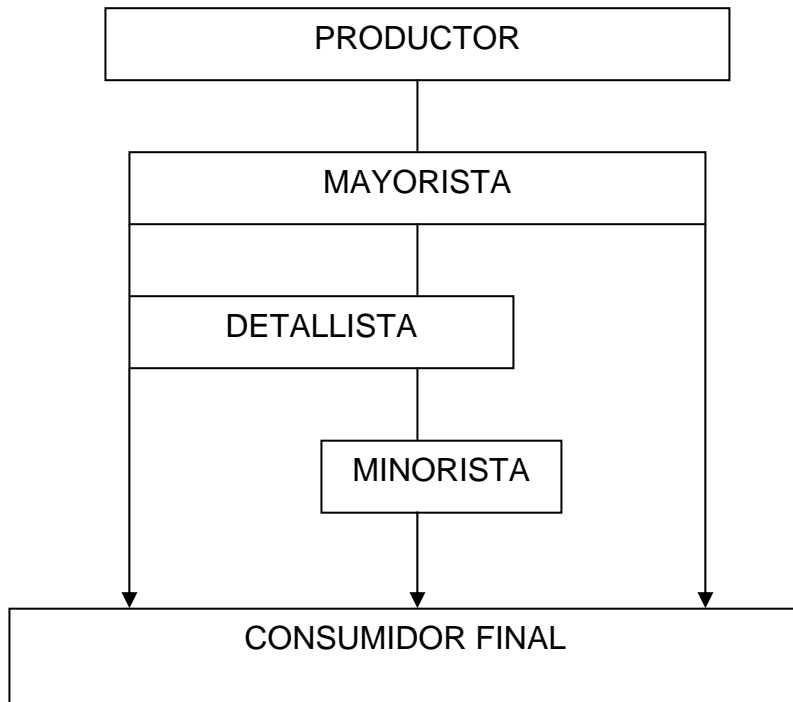 PRODUCTOR
MAYORISTA
DETALLISTA
MINORISTA
CONSUMIDOR FINAL